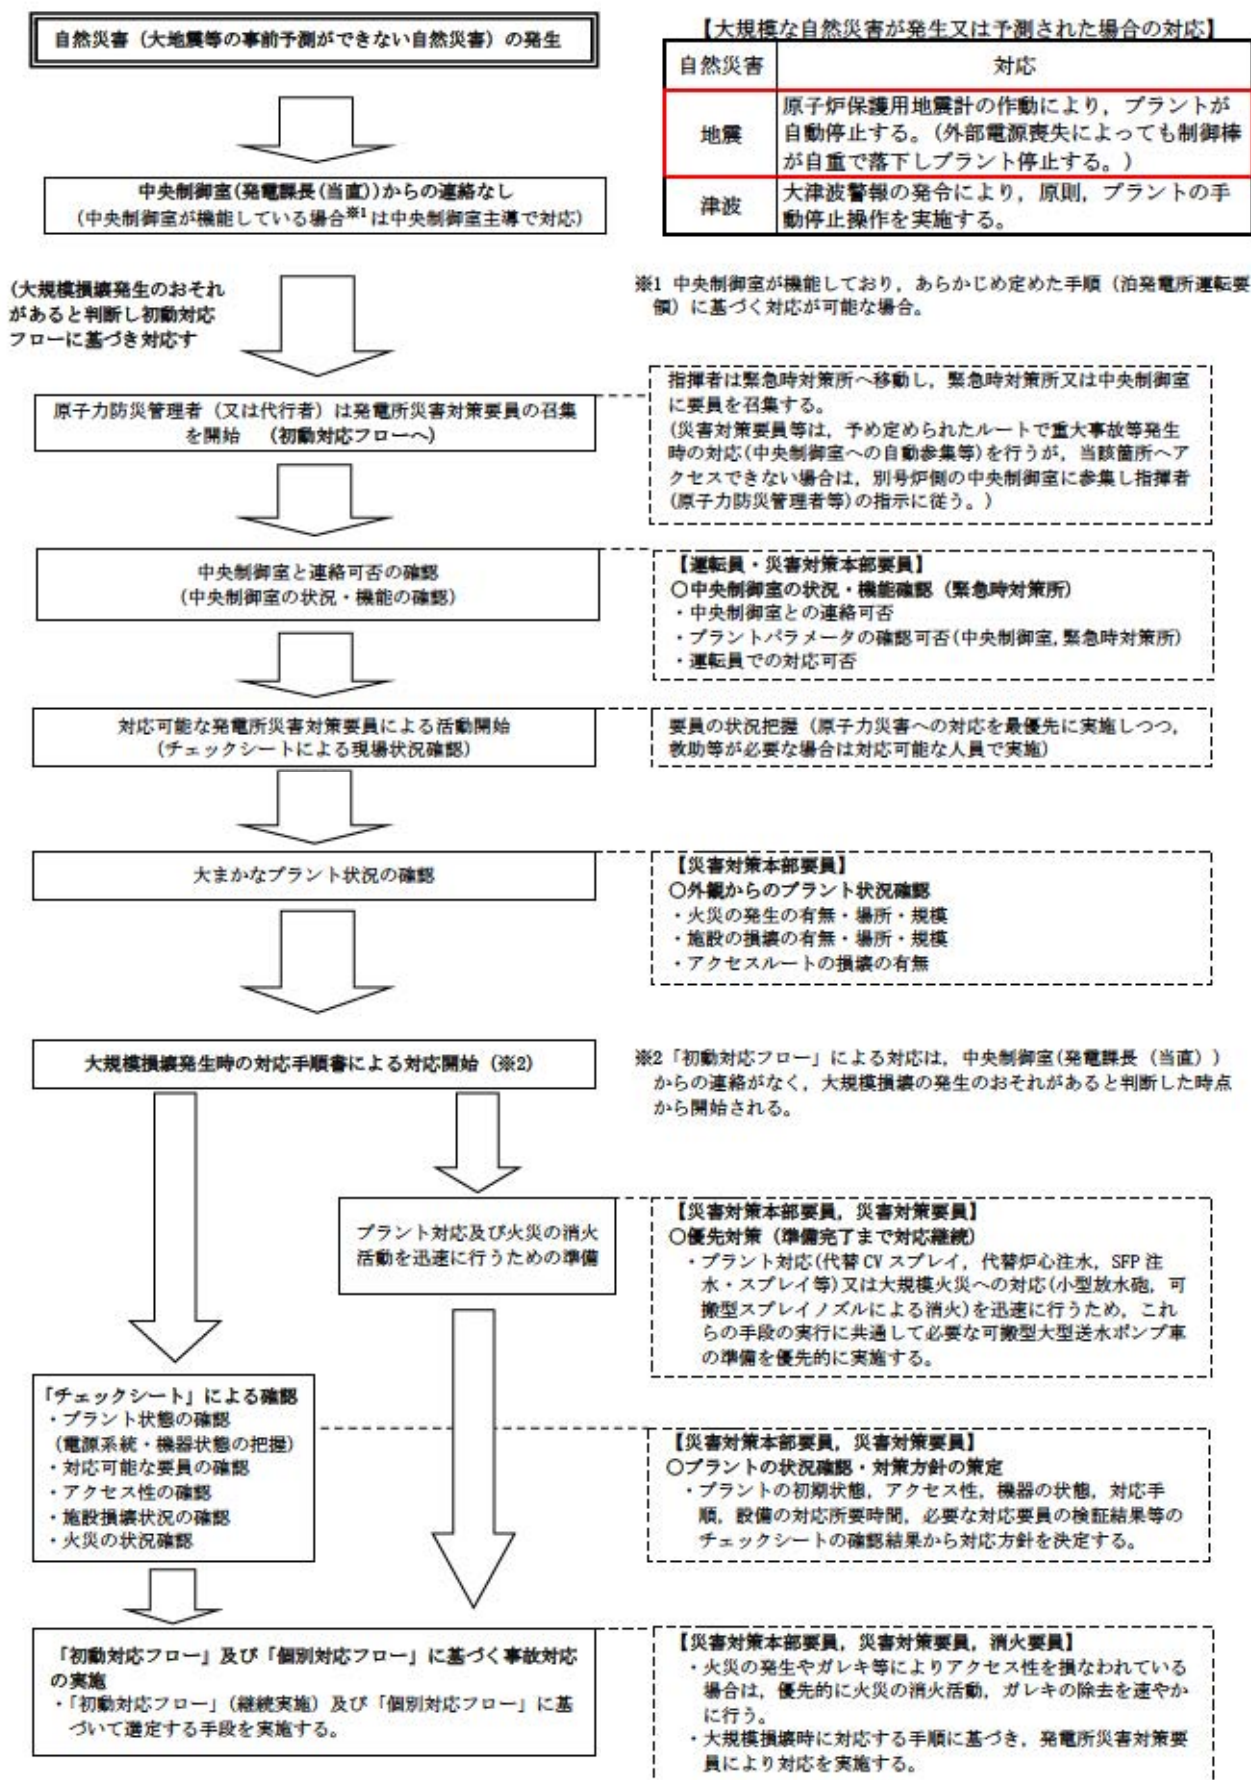 自然災害（大地震等の事前予測ができない自然災害）の発生
【大規模な自然災害が発生又は予測された場合の対応】
自然災害
対応
地震
原子炉保護用地震計の作動により，プラントが
自動停止する。（外部電源喪失によっても制御棒
が自重で落下しプラント停止する。）
津波
大津波警報の発令により，原則，プラントの手
動停止操作を実施する。
中央制御室(発電課長(当直))からの連絡なし
（中央制御室が機能している場合※1は中央制御室主導で対応）
※1 中央制御室が機能しており，あらかじめ定めた手順（泊発電所運転要
領）に基づく対応が可能な場合。
(大規模損壊発生のおそれ
があると判断し初動対応
フローに基づき対応す
原子力防災管理者（又は代行者）は発電所災害対策要員の召集
を開始　（初動対応フローへ）
指揮者は緊急時対策所へ移動し，緊急時対策所又は中央制御室
に要員を召集する。
(災害対策要員等は，予め定められたルートで重大事故等発生
時の対応(中央制御室への自動参集等)を行うが，当該箇所へア
クセスできない場合は，別号炉側の中央制御室に参集し指揮者
(原子力防災管理者等)の指示に従う。)
中央制御室と連絡可否の確認
(中央制御室の状況・機能の確認)
【運転員・災害対策本部要員】
○中央制御室の状況・機能確認（緊急時対策所）
・中央制御室との連絡可否
・プラントパラメータの確認可否(中央制御室,緊急時対策所)
・運転員での対応可否
対応可能な発電所災害対策要員による活動開始
(チェックシートによる現場状況確認)
要員の状況把握（原子力災害への対応を最優先に実施しつつ，
救助等が必要な場合は対応可能な人員で実施)
大まかなプラント状況の確認
【災害対策本部要員】
○外観からのプラント状況確認
・火災の発生の有無・場所・規模
・施設の損壊の有無・場所・規模
・アクセスルートの損壊の有無
大規模損壊発生時の対応手順書による対応開始（※2）
※2「初動対応フロー」による対応は，中央制御室(発電課長（当直））
からの連絡がなく，大規模損壊の発生のおそれがあると判断した時点
から開始される。
プラント対応及び火災の消火
活動を迅速に行うための準備
【災害対策本部要員，災害対策要員】
○優先対策（準備完了まで対応継続）
・プラント対応(代替 CV スプレイ，代替炉心注水，SFP 注
水・スプレイ等)又は大規模火災への対応(小型放水砲，可
搬型スプレイノズルによる消火)を迅速に行うため，これ
らの手段の実行に共通して必要な可搬型大型送水ポンプ車
の準備を優先的に実施する。
「チェックシート」による確認
・プラント状態の確認
（電源系統・機器状態の把握）
・対応可能な要員の確認
・アクセス性の確認
・施設損壊状況の確認
・火災の状況確認
【災害対策本部要員，災害対策要員】
○プラントの状況確認・対策方針の策定
・プラントの初期状態，アクセス性，機器の状態，対応手
順，設備の対応所要時間，必要な対応要員の検証結果等の
チェックシートの確認結果から対応方針を決定する。
「初動対応フロー」及び「個別対応フロー」に基づく事故対応
の実施
・「初動対応フロー」(継続実施）及び「個別対応フロー」に基
づいて選定する手段を実施する。
【災害対策本部要員，災害対策要員，消火要員】
・火災の発生やガレキ等によりアクセス性を損なわれている
場合は，優先的に火災の消火活動，ガレキの除去を速やか
に行う。
・大規模損壊時に対応する手順に基づき，発電所災害対策要
員により対応を実施する。